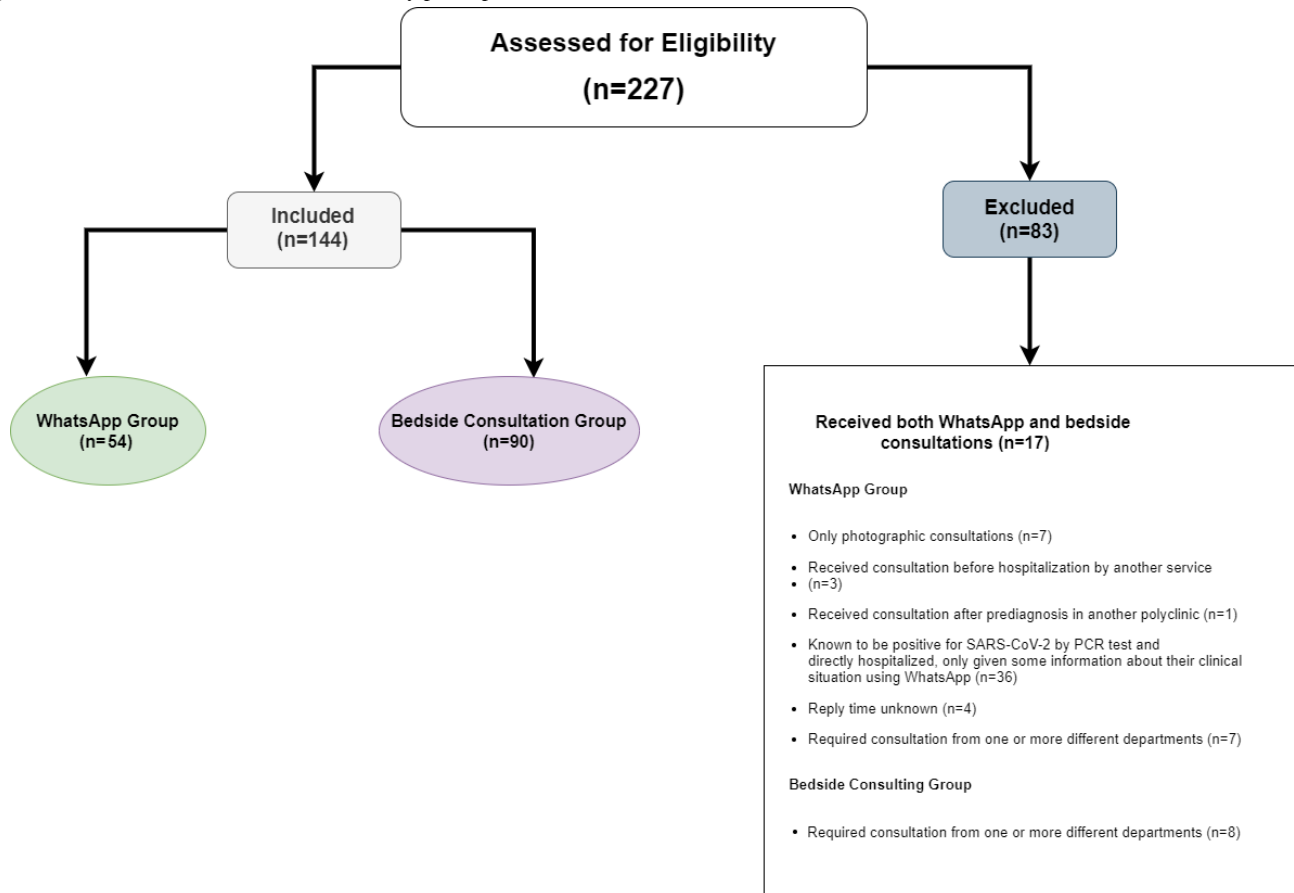 Assessed for Eligibility
(n=227)
Included
(n=144)
Excluded
(n=83)
WhatsApp Group
(n=54)
Bedside Consultation Group
(n=90)
Received both WhatsApp and bedside
consultations (n=17)
WhatsApp Group
• Only photographic consultations (n=7)
• Received consultation before hospitalization by another service
• (n=3)
• Received consultation after prediagnosis in another polyclinic (n=1)
• Known to be positive for SARS-CoV-2 by PCR test and
directly hospitalized, only given some information about their clinical
situation using WhatsApp (n=36)
• Reply time unknown (n=4)
• Required consultation from one or more different departments (n=7)
Bedside Consulting Group
• Required consultation from one or more different departments (n=8)